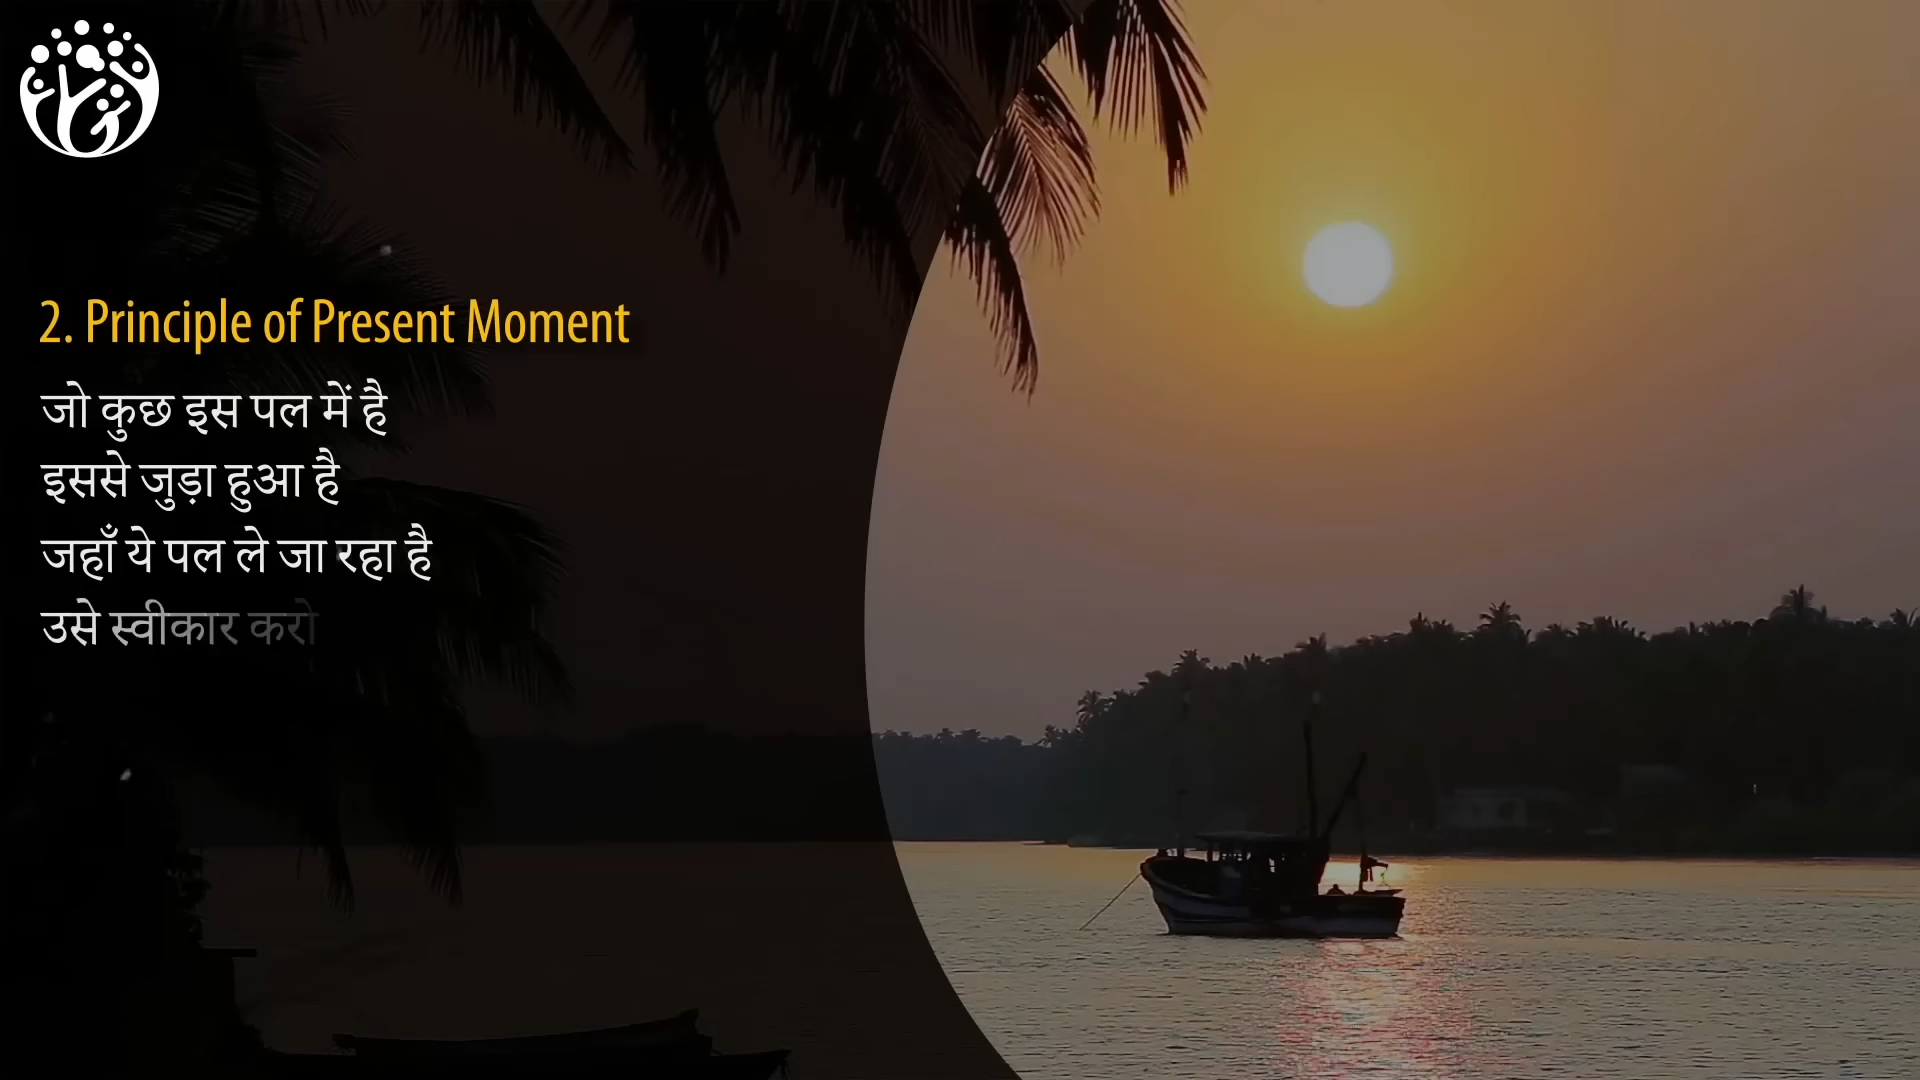 2. Principle of Present Moment
जो कुछ इस पल में है
इससे जुड़ा हुआ है
जहाँ ये पल ले जा रहा है
उसे स्वीकार करो